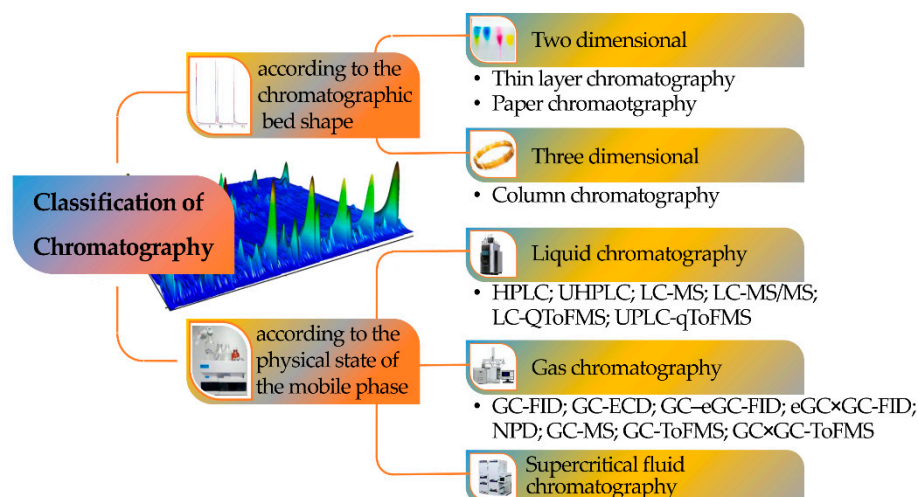 Classification of
Chromatography
according to the
chromatographic
bed shape
Two dimensional
• Thin layer chromatography
• Paper chromaotgraphy
Three dimensional
• Column chromatography
according to the
physical state of
the mobile phase
Liquid chromatography
• HPLC; UHPLC; LC-MS; LC-MS/MS;
LC-QToFMS; UPLC-qToFMS
Gas chromatography
• GC-FID; GC-ECD; GC–eGC-FID; eGC×GC-FID;
NPD; GC-MS; GC-ToFMS; GC×GC-ToFMS
Supercritical fluid
chromatography